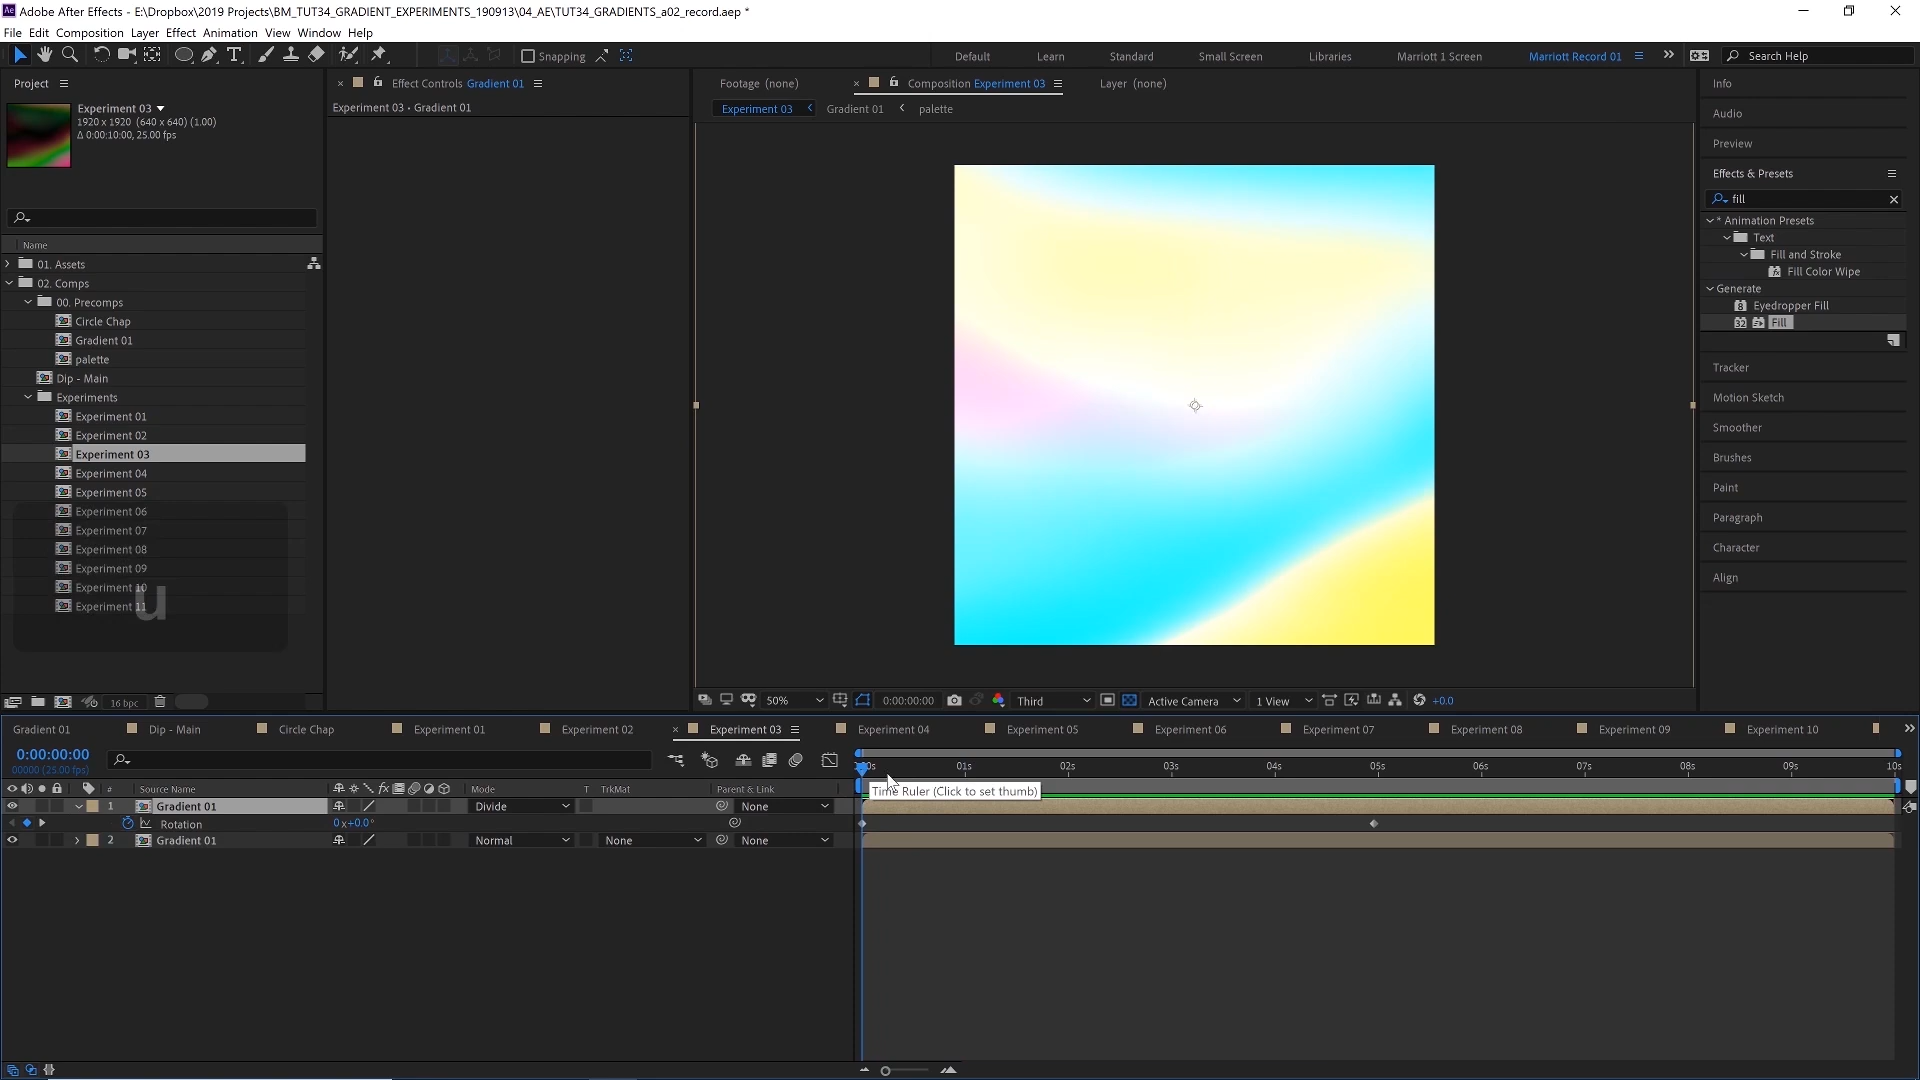 Adobe After Effects - E:\Dropbox\2019 Projects\BM_TUT34_GRADIENT_EXPERIMENTS_190913\04_AE\TUT34_GRADIENTS_a02_record.aep *
File Edit Composition Layer Effect Animation View Window Help
Snapping
Default Learn Standard Small Screen Libraries Marriott 1 Screen Marriott Record 01 Search Help
Project
Experiment 03
1920 x 1920 (640 x 640) (1.00)
Δ 0:00:10:00, 25.00 fps
Name
01. Assets
02. Comps
00. Precomps
Circle Chap
Gradient 01
palette
Dip - Main
Experiments
Experiment 01
Experiment 02
Experiment 03
Experiment 04
Experiment 05
Experiment 06
Experiment 07
Experiment 08
Experiment 09
Experiment 10
Experiment 11
u
16 bpc
Effect Controls Gradient 01
Experiment 03 • Gradient 01
Footage (none) Composition Experiment 03 Layer (none)
Experiment 03 Gradient 01 palette
50% 0:00:00:00 Third Active Camera 1 View +0.0
Info
Audio
Preview
Effects & Presets
fill
* Animation Presets
Text
Fill and Stroke
Fill Color Wipe
Generate
Eyedropper Fill
Fill
Tracker
Motion Sketch
Smoother
Brushes
Paint
Paragraph
Character
Align
Gradient 01 Dip - Main Circle Chap Experiment 01 Experiment 02 Experiment 03 Experiment 04 Experiment 05 Experiment 06 Experiment 07 Experiment 08 Experiment 09 Experiment 10
0:00:00:00
00000 (25.00 fps)
01s 02s 03s 04s 05s 06s 07s 08s 09s 10s
# Source Name Mode T TrkMat Parent & Link
Time Ruler (Click to set thumb)
1 Gradient 01 Divide None
Rotation 0x+0.0°
2 Gradient 01 Normal None None